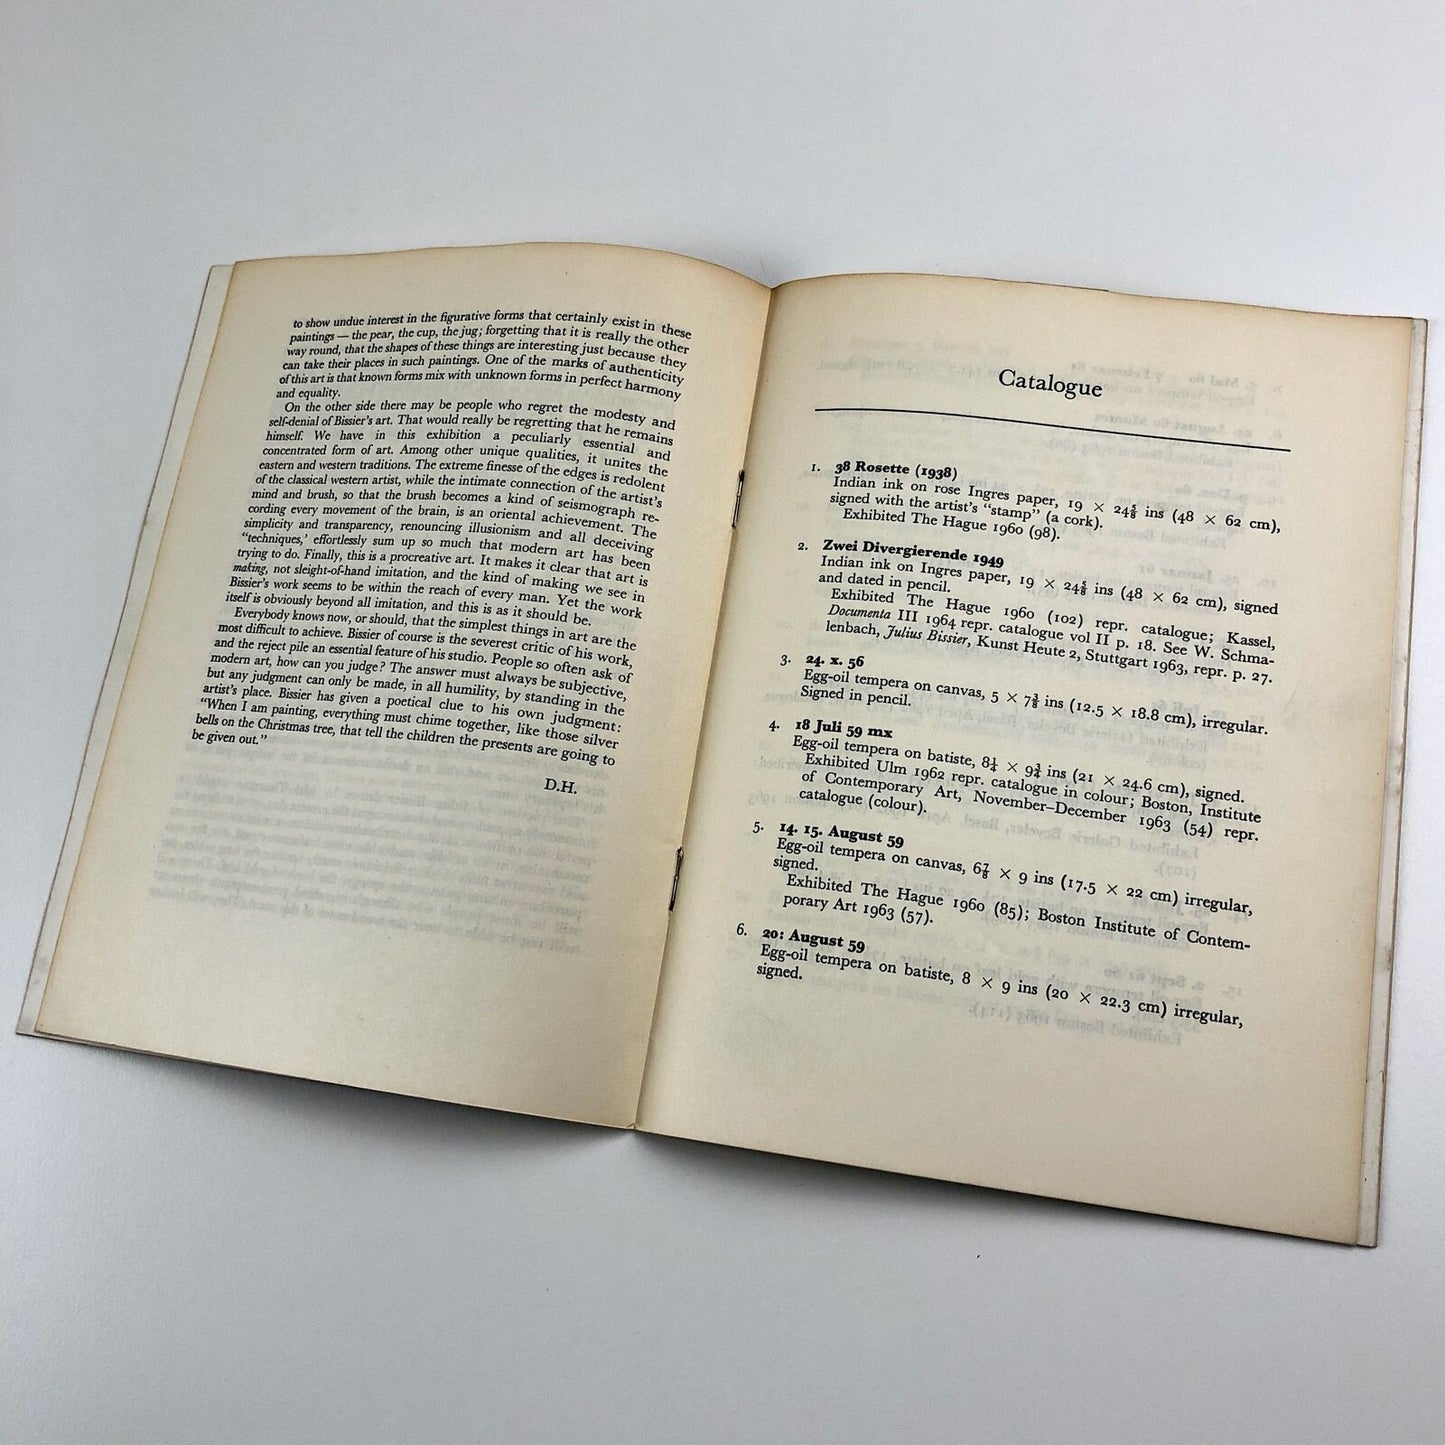 to show undue interest in the figurative forms that certainly exist in these
paintings — the pear, the cup, the jug; forgetting that it is really the other
way round, that the shapes of these things are interesting just because they
can take their places in such paintings. One of the marks of authenticity
of this art is that known forms mix with unknown forms in perfect harmony
and equality.
On the other side there may be people who regret the modesty and
self-denial of Bissier's art. That would really be regretting that he remains
himself. We have in this exhibition a peculiarly essential and
concentrated form of art. Among other unique qualities, it unites the
eastern and western traditions. The extreme finesse of the edges is redolent
of the classical western artist, while the intimate connection of the artist's
mind and brush, so that the brush becomes a kind of seismograph re-
cording every movement of the brain, is an oriental achievement. The
simplicity and transparency, renouncing illusionism and all deceiving
"techniques,' effortlessly sum up so much that modern art has been
trying to do. Finally, this is a procreative art. It makes it clear that art is
making, not sleight-of-hand imitation, and the kind of making we see in
Bissier's work seems to be within the reach of every man. Yet the work
itself is obviously beyond all imitation, and this is as it should be.
Everybody knows now, or should, that the simplest things in art are the
most difficult to achieve. Bissier of course is the severest critic of his work,
and the reject pile an essential feature of his studio. People so often ask of
modern art, how can you judge? The answer must always be subjective,
but any judgment can only be made, in all humility, by standing in the
artist's place. Bissier has given a poetical clue to his own judgment:
"When I am painting, everything must chime together, like those silver
bells on the Christmas tree, that tell the children the presents are going to
be given out."
D.H.
Catalogue
1. 38 Rosette (1938)
Indian ink on rose Ingres paper, 19 × 24⅝ ins (48 × 62 cm),
signed with the artist's "stamp" (a cork).
Exhibited The Hague 1960 (98).
2. Zwei Divergierende 1949
Indian ink on Ingres paper, 19 × 24⅝ ins (48 × 62 cm), signed
and dated in pencil.
Exhibited The Hague 1960 (102) repr. catalogue; Kassel,
Documenta III 1964 repr. catalogue vol II p. 18. See W. Schma-
lenbach, Julius Bissier, Kunst Heute 2, Stuttgart 1963, repr. p. 27.
3. 24. x. 56
Egg-oil tempera on canvas, 5 × 7⅜ ins (12.5 × 18.8 cm), irregular.
Signed in pencil.
4. 18 Juli 59 mx
Egg-oil tempera on batiste, 8¼ × 9¾ ins (21 × 24.6 cm), signed.
Exhibited Ulm 1962 repr. catalogue in colour; Boston, Institute
of Contemporary Art, November–December 1963 (54) repr.
catalogue (colour).
5. 14. 15. August 59
Egg-oil tempera on canvas, 6⅞ × 9 ins (17.5 × 22 cm) irregular,
signed.
Exhibited The Hague 1960 (85); Boston Institute of Contem-
porary Art 1963 (57).
6. 20: August 59
Egg-oil tempera on batiste, 8 × 9 ins (20 × 22.3 cm) irregular,
signed.